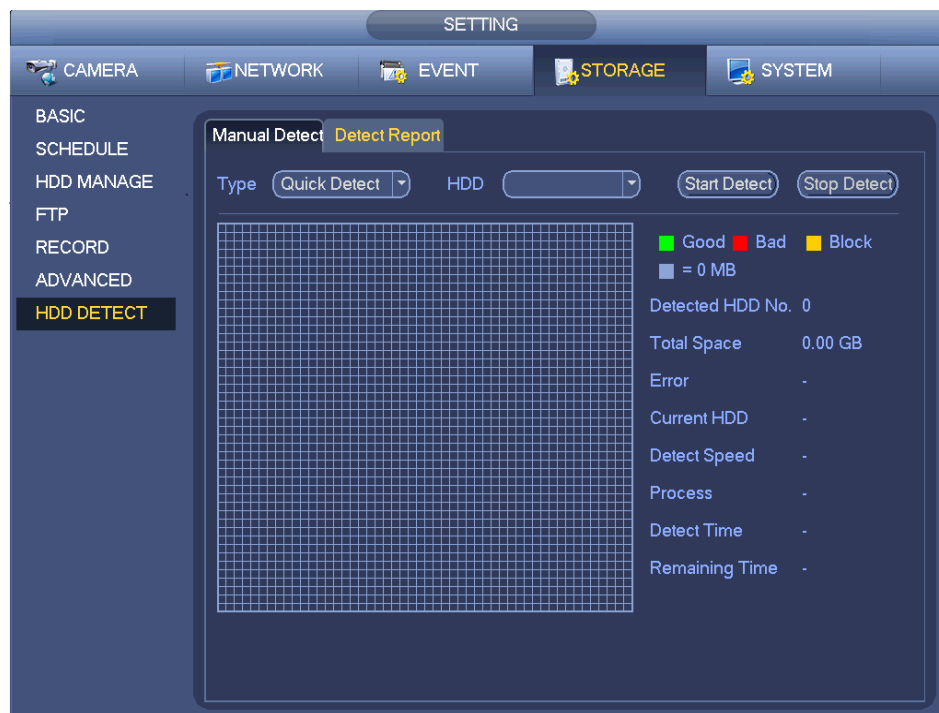 SETTING
CAMERA NETWORK EVENT STORAGE SYSTEM
BASIC
SCHEDULE
HDD MANAGE
FTP
RECORD
ADVANCED
HDD DETECT
Manual Detect Detect Report
Type Quick Detect HDD Start Detect Stop Detect
Good Bad Block
= 0 MB
Detected HDD No. 0
Total Space 0.00 GB
Error -
Current HDD -
Detect Speed -
Process -
Detect Time -
Remaining Time -